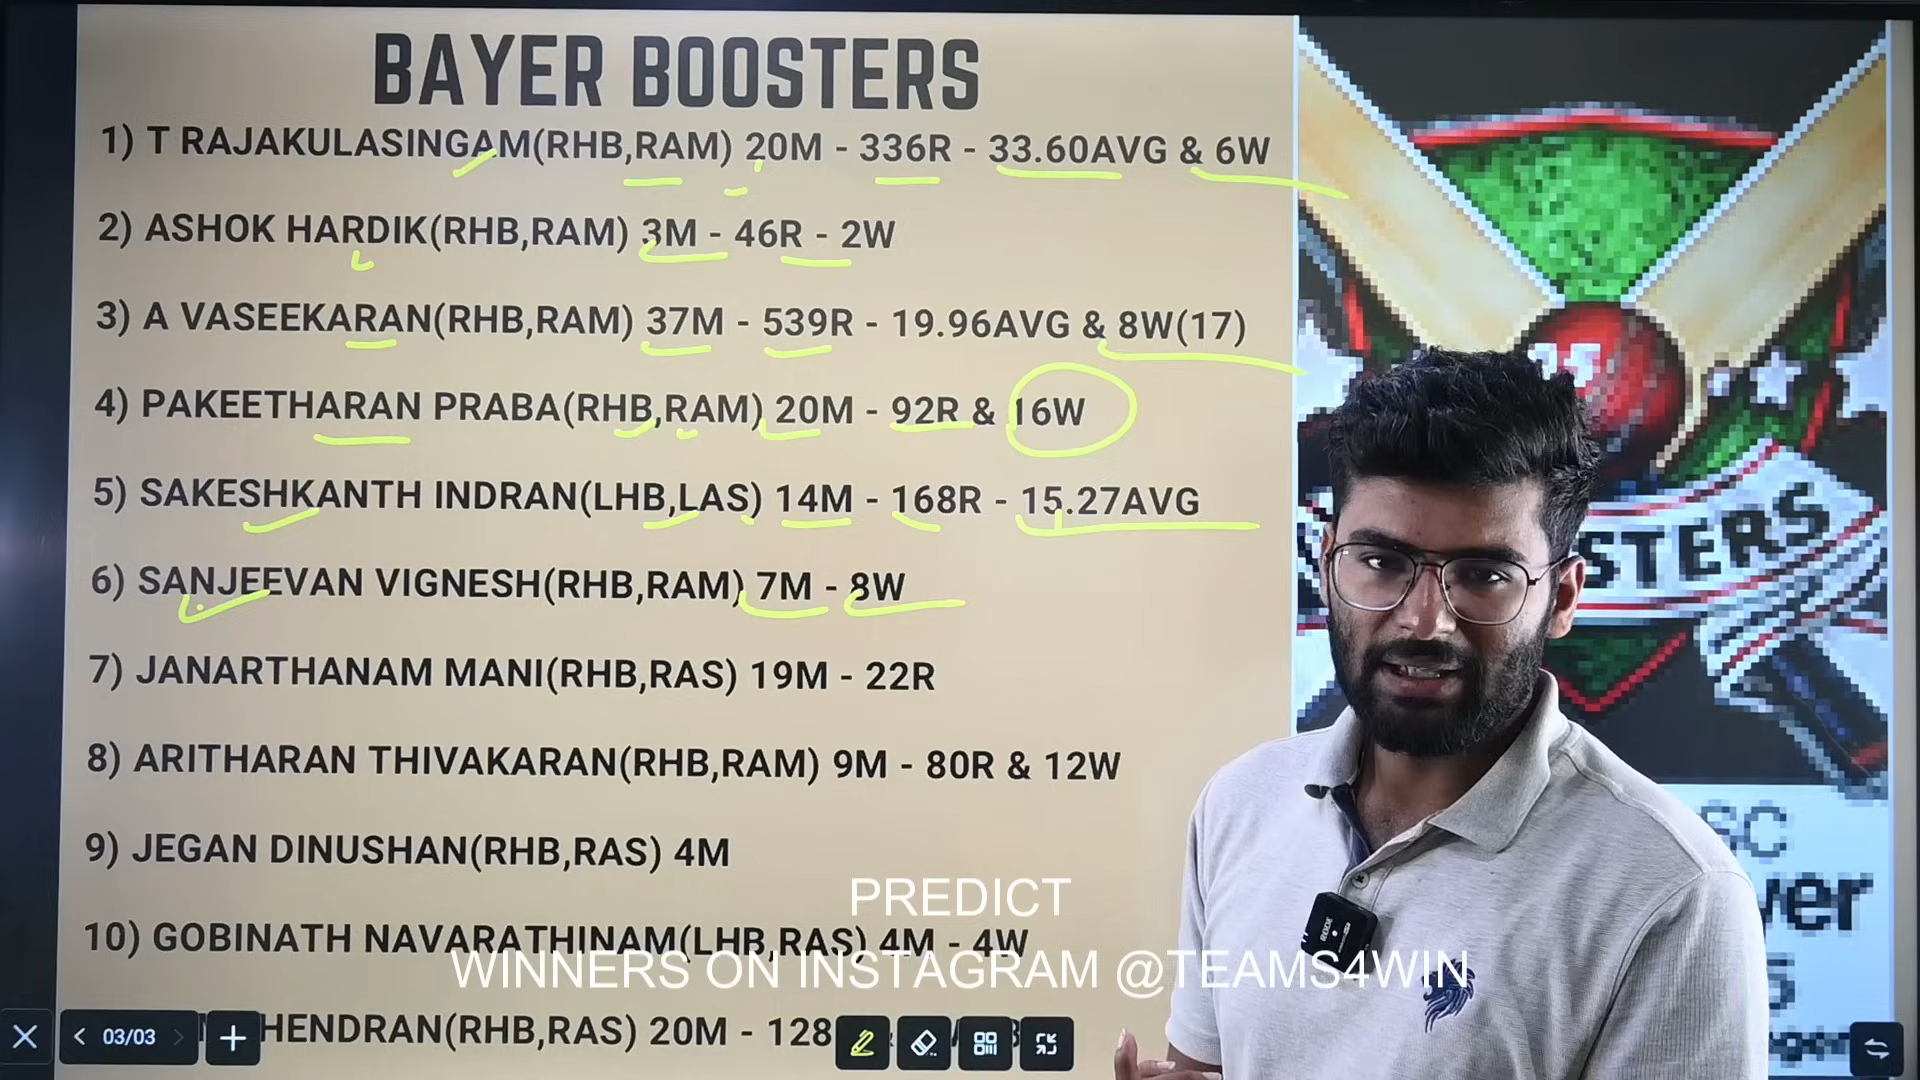 BAYER BOOSTERS
1) T RAJAKULASINGAM(RHB,RAM) 20M - 336R - 33.60AVG & 6W
2) ASHOK HARDIK(RHB,RAM) 3M - 46R - 2W
3) A VASEEKARAN(RHB,RAM) 37M - 539R - 19.96AVG & 8W(17)
4) PAKEETHARAN PRABA(RHB,RAM) 20M - 92R & 16W
5) SAKESHKANTH INDRAN(LHB,LAS) 14M - 168R - 15.27AVG
6) SANJEEVAN VIGNESH(RHB,RAM) 7M - 8W
7) JANARTHANAM MANI(RHB,RAS) 19M - 22R
8) ARITHARAN THIVAKARAN(RHB,RAM) 9M - 80R & 12W
9) JEGAN DINUSHAN(RHB,RAS) 4M
10) GOBINATH NAVARATHINAM(LHB,RAS) 4M - 4W
HENDRAN(RHB,RAS) 20M - 128
PREDICT
WINNERS ON INSTAGRAM @TEAMS4WIN
03/03
STERS
SC
yer
RODE